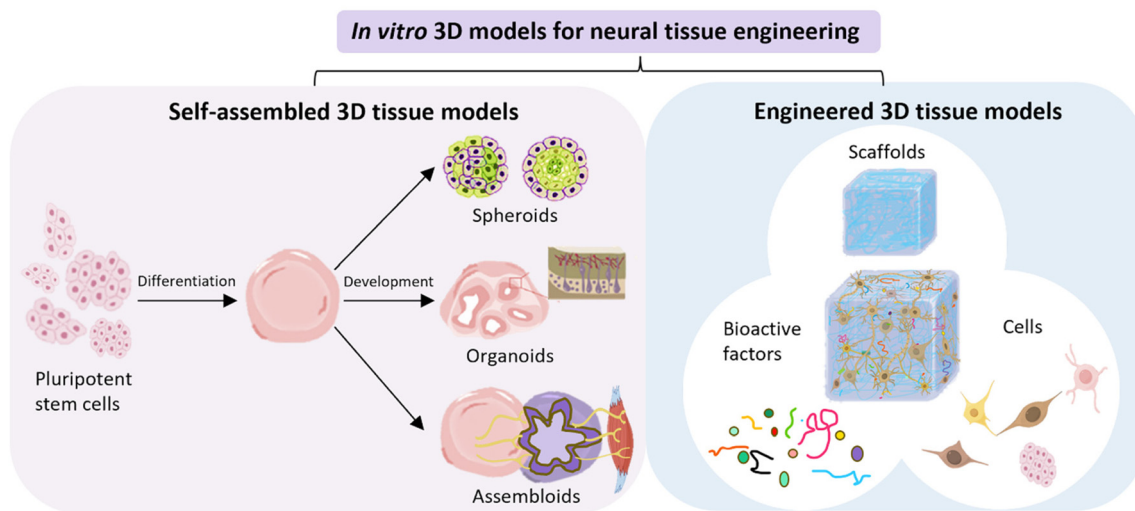 In vitro 3D models for neural tissue engineering
Self-assembled 3D tissue models
Spheroids
Differentiation
Development
Organoids
Pluripotent
stem cells
Assembloids
Engineered 3D tissue models
Scaffolds
Bioactive
factors
Cells